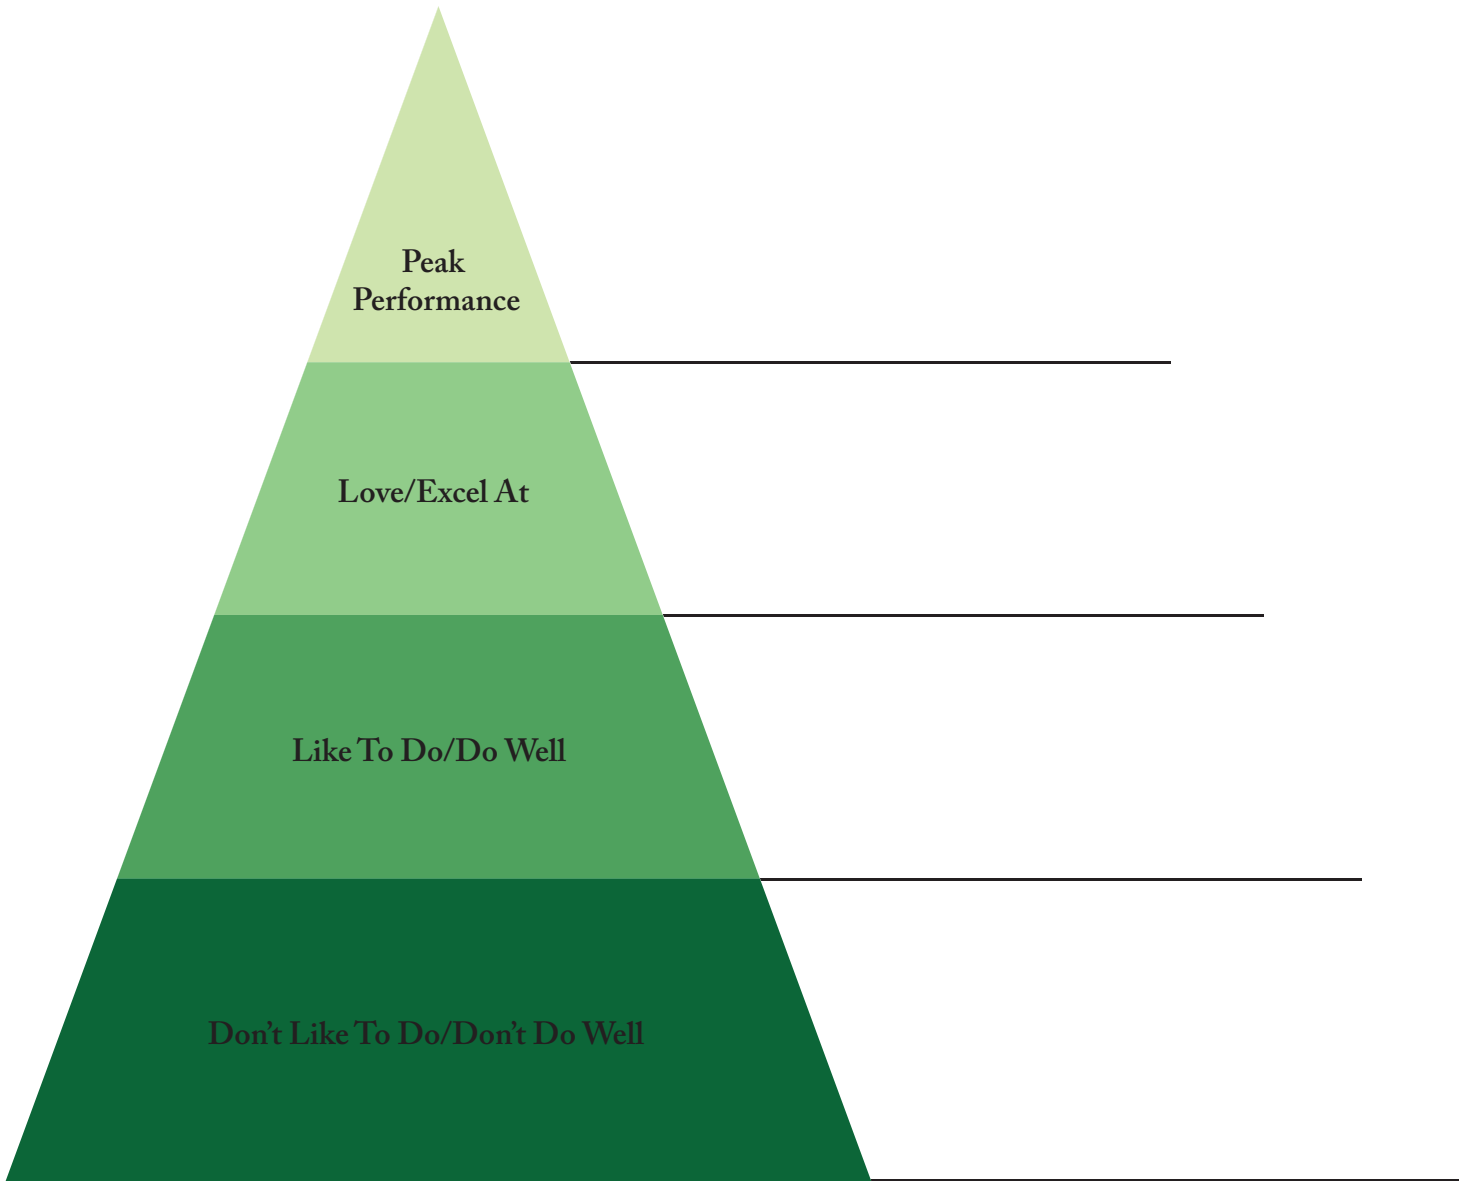 Peak
Performance
Love/Excel At
Like To Do/Do Well
Don’t Like To Do/Don’t Do Well